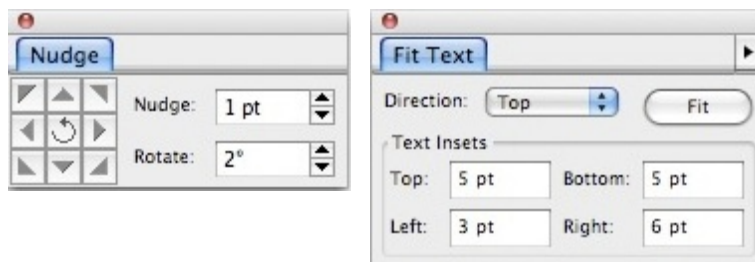 Nudge
Nudge: 1 pt
Rotate: 2°
Fit Text
Direction: Top Fit
Text Insets
Top: 5 pt Bottom: 5 pt
Left: 3 pt Right: 6 pt